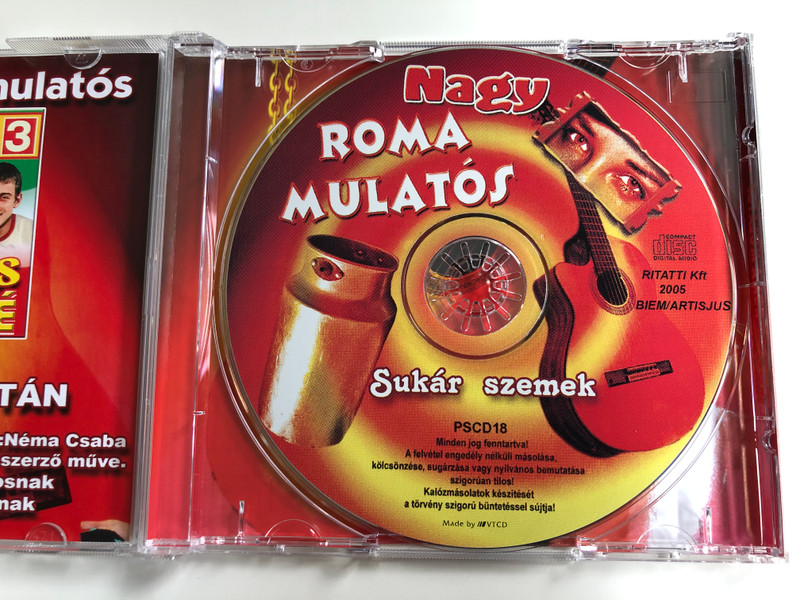 mulatós
3
TÁN
:Néma Csaba
szerző műve.
osnak
nak
Nagy
ROMA
MULATÓS
COMPACT
disc
DIGITAL AUDIO
RITATTI Kft
2005
BIEM/ARTISJUS
Sukár szemek
PSCD18
Minden jog fenntartva!
A felvétel engedély nélküli másolása,
kölcsönzése, sugárzása vagy nyilvános bemutatása
szigorúan tilos!
Kalózmásolatok készítését
a törvény szigorú büntetéssel sújtja!
Made by VTCD